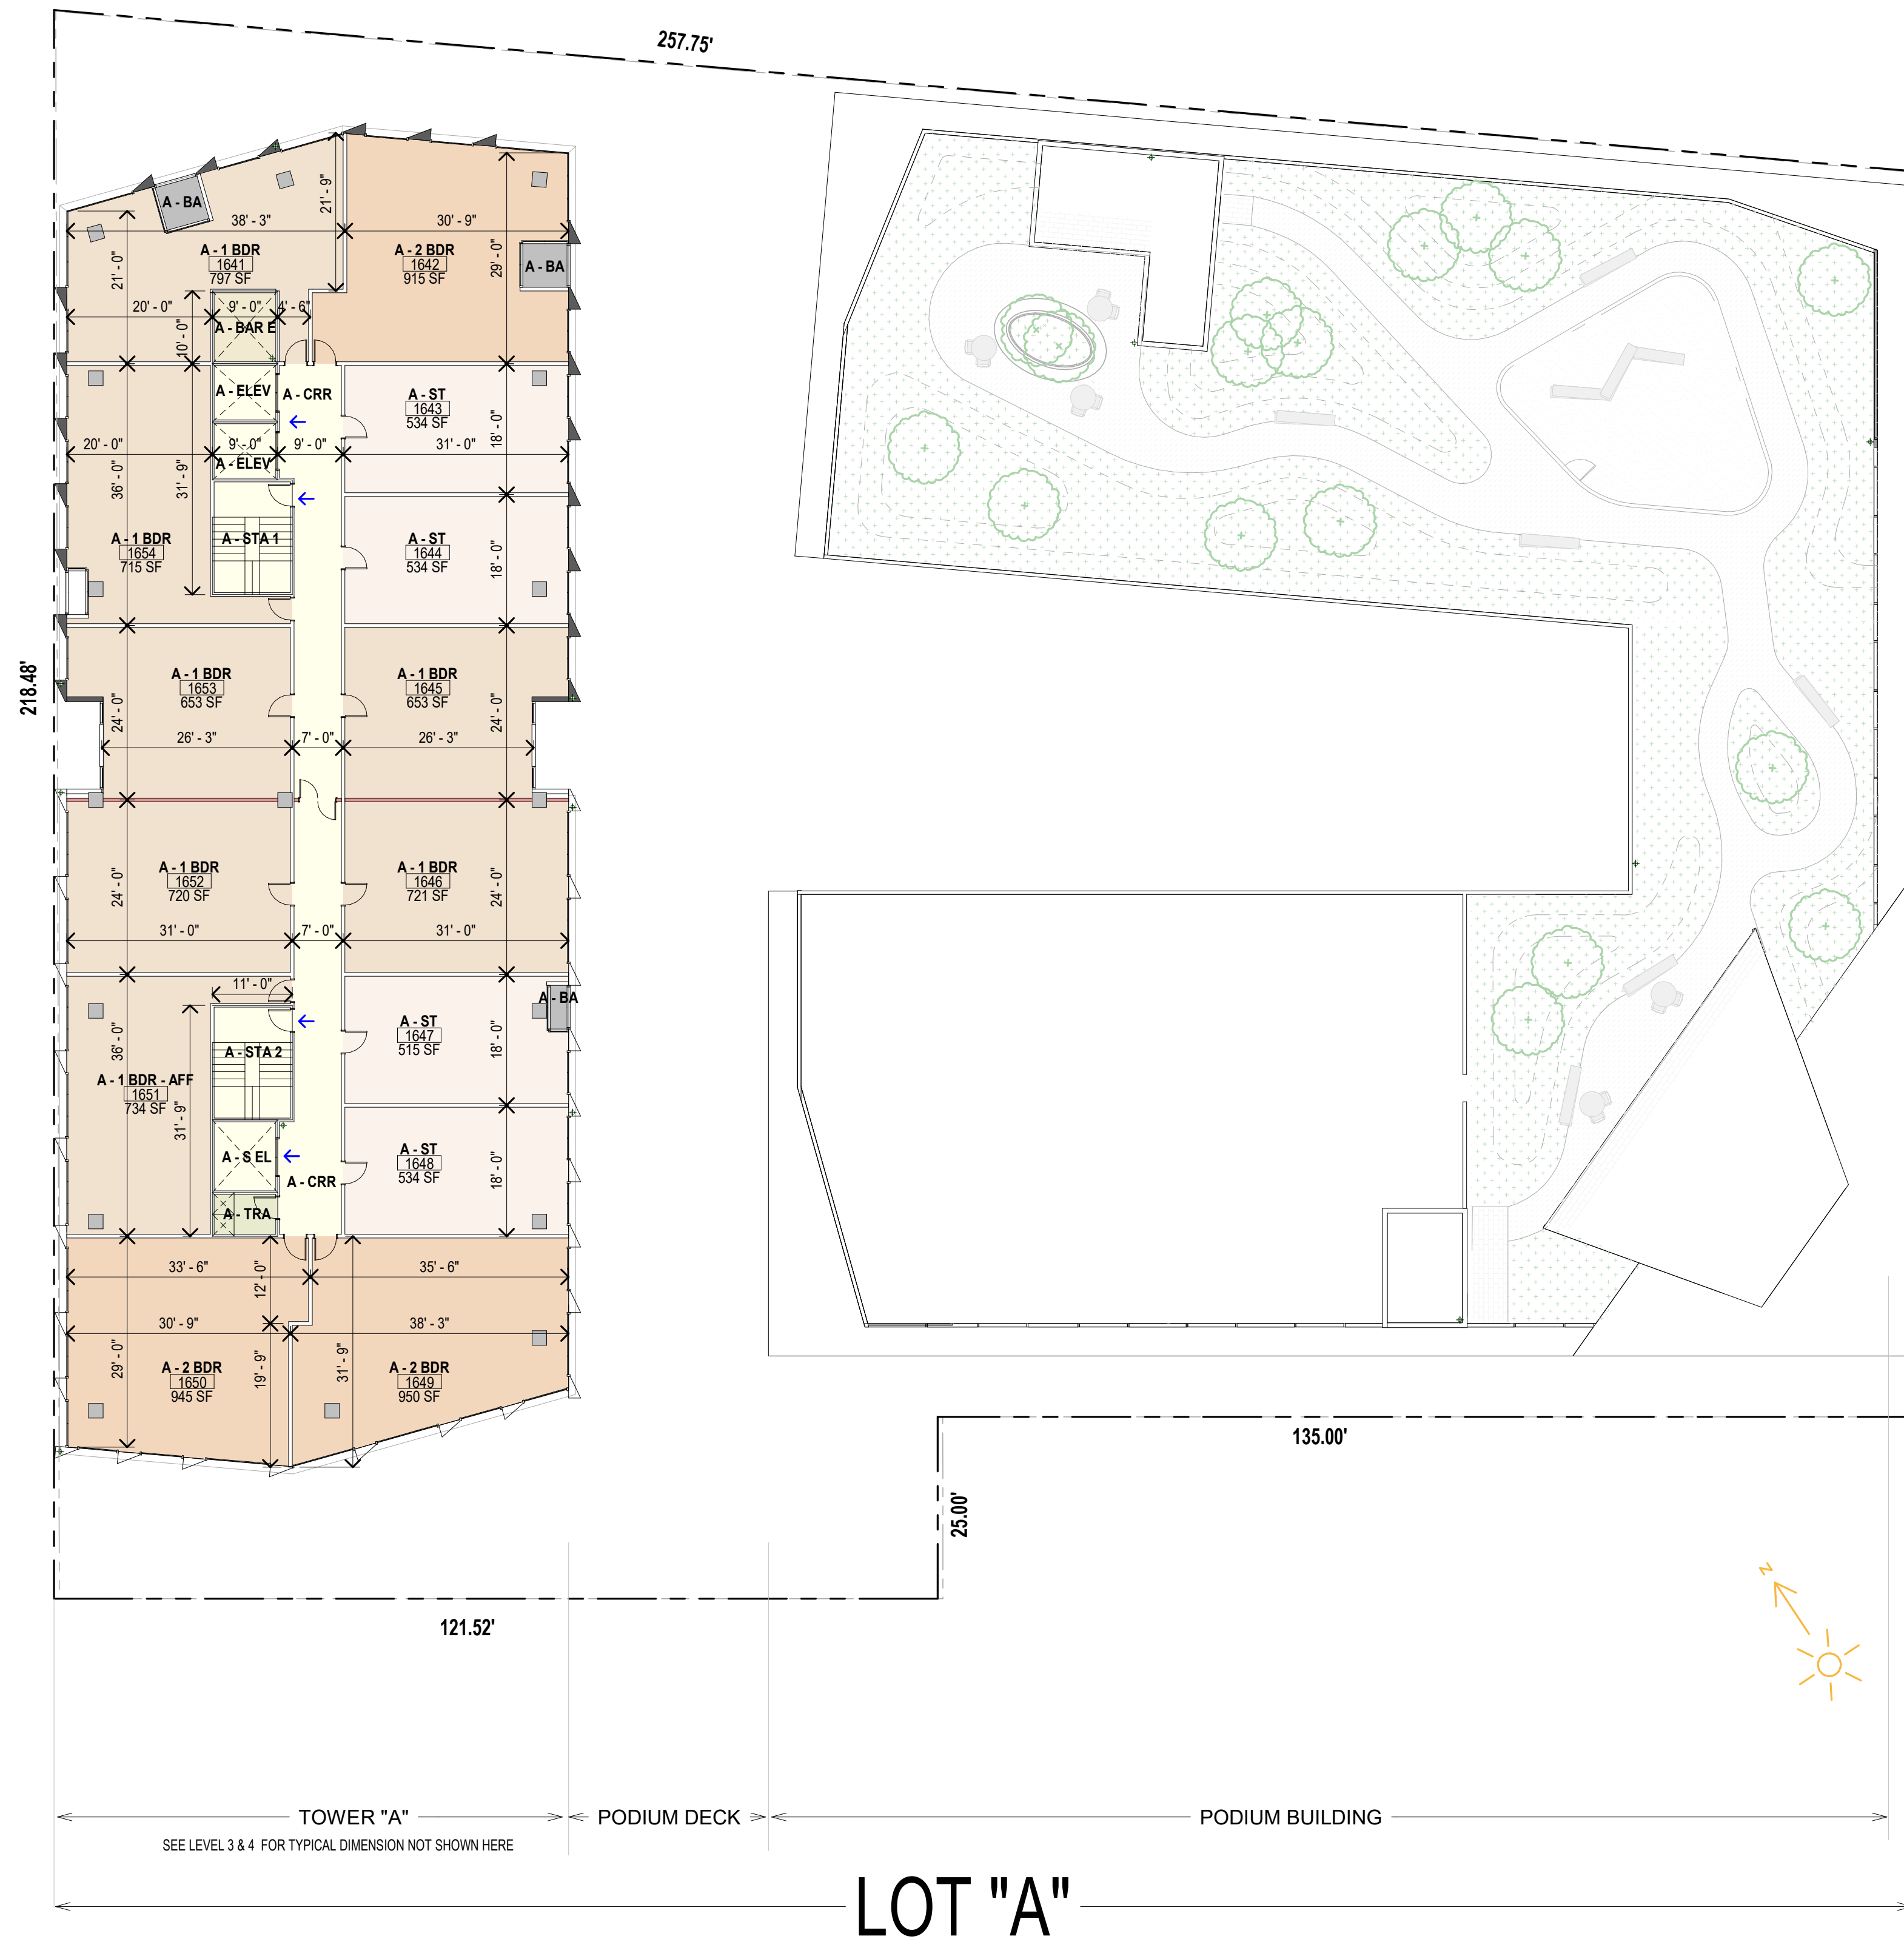 257.75'
A - BA
38' - 3"
21' - 9"
30' - 9"
A - 1 BDR
1641
797 SF
A - 2 BDR
1642
915 SF
29' - 0"
A - BA
21' - 0"
20' - 0"
9' - 0"
4' - 6"
10' - 0"
A - BAR E
A - ELEV
A - CRR
A - ST
1643
534 SF
18' - 0"
20' - 0"
9' - 0"
9' - 0"
31' - 0"
A - ELEV
36' - 0"
31' - 9"
A - 1 BDR
1654
715 SF
A - STA 1
A - ST
1644
534 SF
18' - 0"
218.48'
A - 1 BDR
1653
653 SF
A - 1 BDR
1645
653 SF
24' - 0"
24' - 0"
26' - 3"
7' - 0"
26' - 3"
A - 1 BDR
1652
720 SF
A - 1 BDR
1646
721 SF
24' - 0"
24' - 0"
31' - 0"
7' - 0"
31' - 0"
11' - 0"
A - BA
A - ST
1647
515 SF
18' - 0"
36' - 0"
A - STA 2
A - 1 BDR - AFF
1651
734 SF
31' - 9"
A - S EL
A - ST
1648
534 SF
18' - 0"
A - CRR
A - TRA
33' - 6"
12' - 0"
35' - 6"
30' - 9"
38' - 3"
29' - 0"
A - 2 BDR
1650
945 SF
19' - 9"
31' - 9"
A - 2 BDR
1649
950 SF
135.00'
25.00'
121.52'
N
TOWER "A"
PODIUM DECK
PODIUM BUILDING
SEE LEVEL 3 & 4 FOR TYPICAL DIMENSION NOT SHOWN HERE
LOT "A"